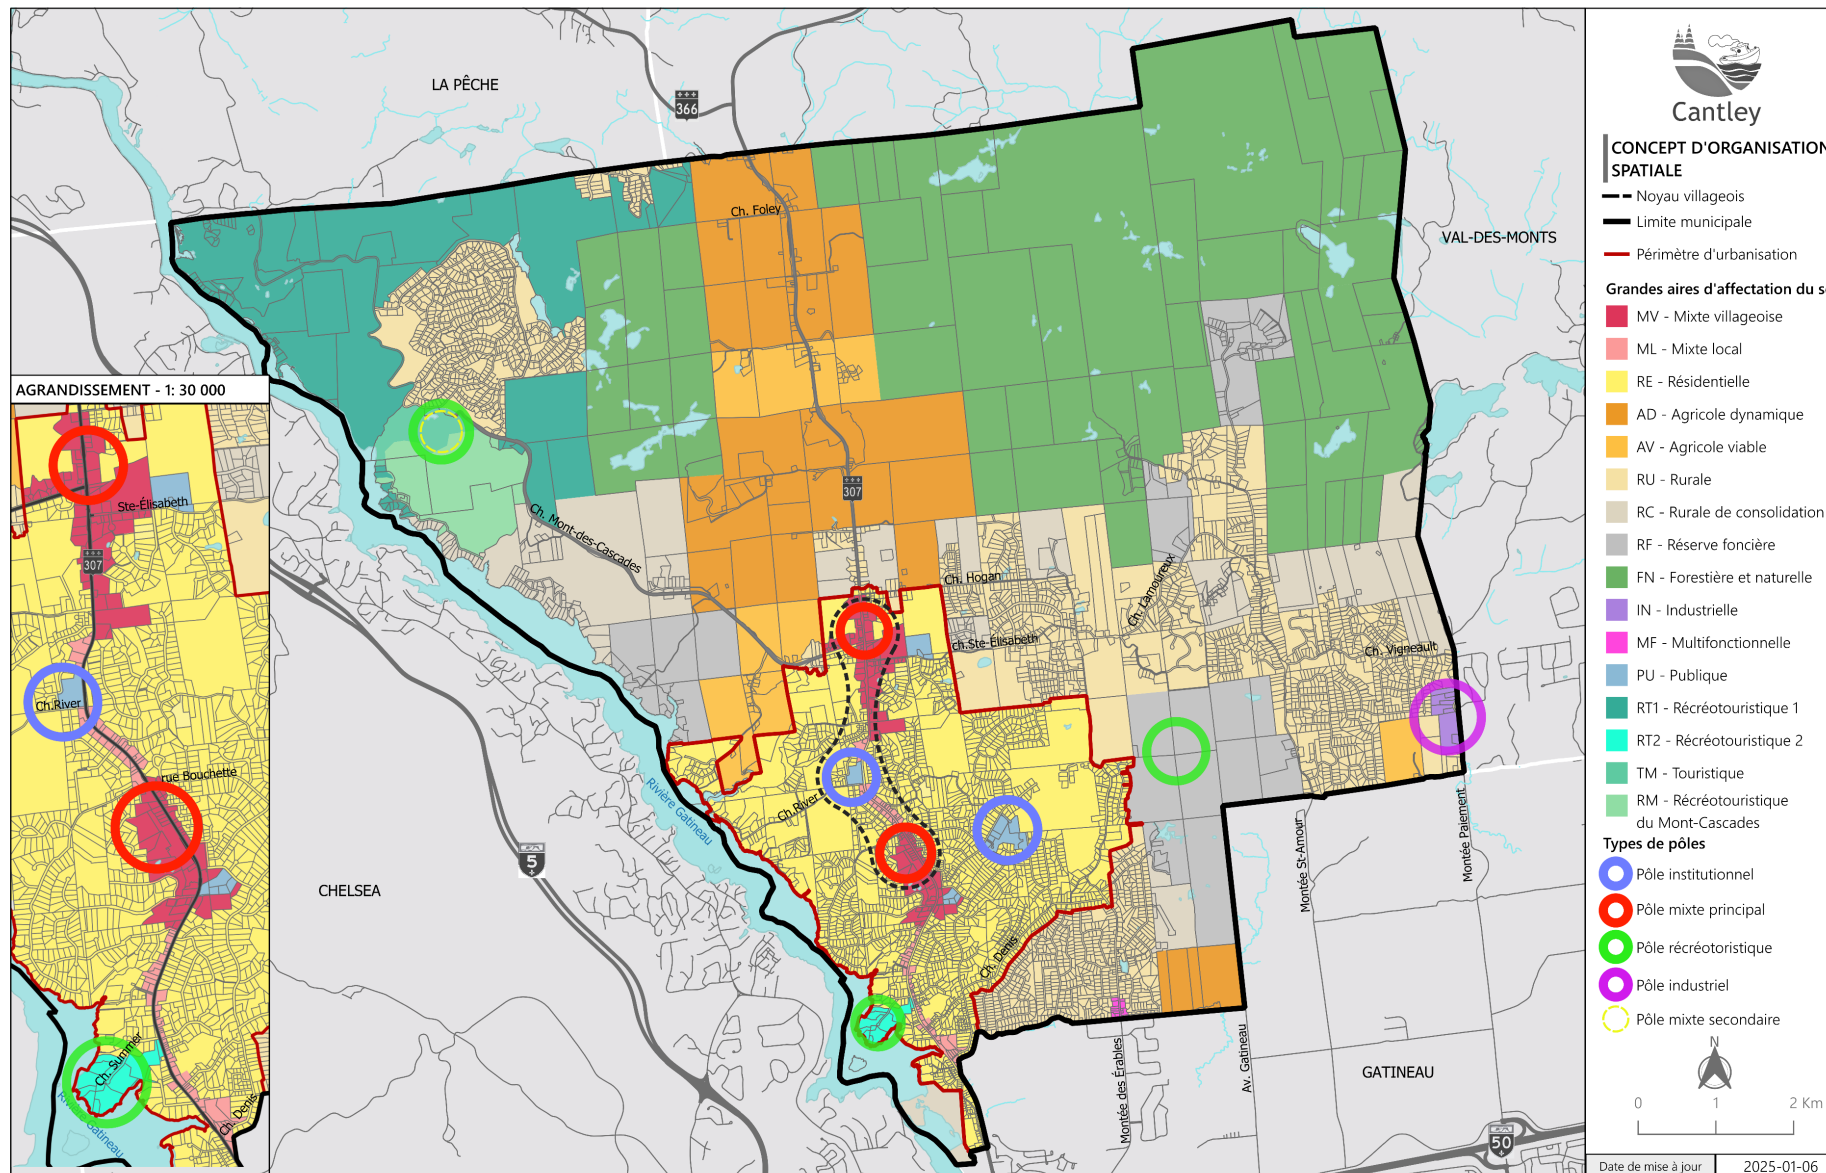 LA PÊCHE
366
Ch. Foley
VAL-DES-MONTS
AGRANDISSEMENT - 1: 30 000
Ste-Élisabeth
307
Ch.River
rue Bouchette
Ch. Summer
Ch. Denis
Rivière Gatineau
307
Ch. Mont-des-Cascades
Ch. Hogan
Ch. Lamoureux
ch.Ste-Élisabeth
Ch. Vigneault
Rivière Gatineau
Ch.River
Ch. Denis
5
CHELSEA
Montée St-Amour
Montée Paiement
Montée des Érables
Av. Gatineau
GATINEAU
50
Cantley
CONCEPT D'ORGANISATION
SPATIALE
Noyau villageois
Limite municipale
Périmètre d'urbanisation
Grandes aires d'affectation du s
MV - Mixte villageoise
ML - Mixte local
RE - Résidentielle
AD - Agricole dynamique
AV - Agricole viable
RU - Rurale
RC - Rurale de consolidation
RF - Réserve foncière
FN - Forestière et naturelle
IN - Industrielle
MF - Multifonctionnelle
PU - Publique
RT1 - Récréotouristique 1
RT2 - Récréotouristique 2
TM - Touristique
RM - Récréotouristique
du Mont-Cascades
Types de pôles
Pôle institutionnel
Pôle mixte principal
Pôle récréotoristique
Pôle industriel
Pôle mixte secondaire
N
0 1 2 Km
Date de mise à jour 2025-01-06